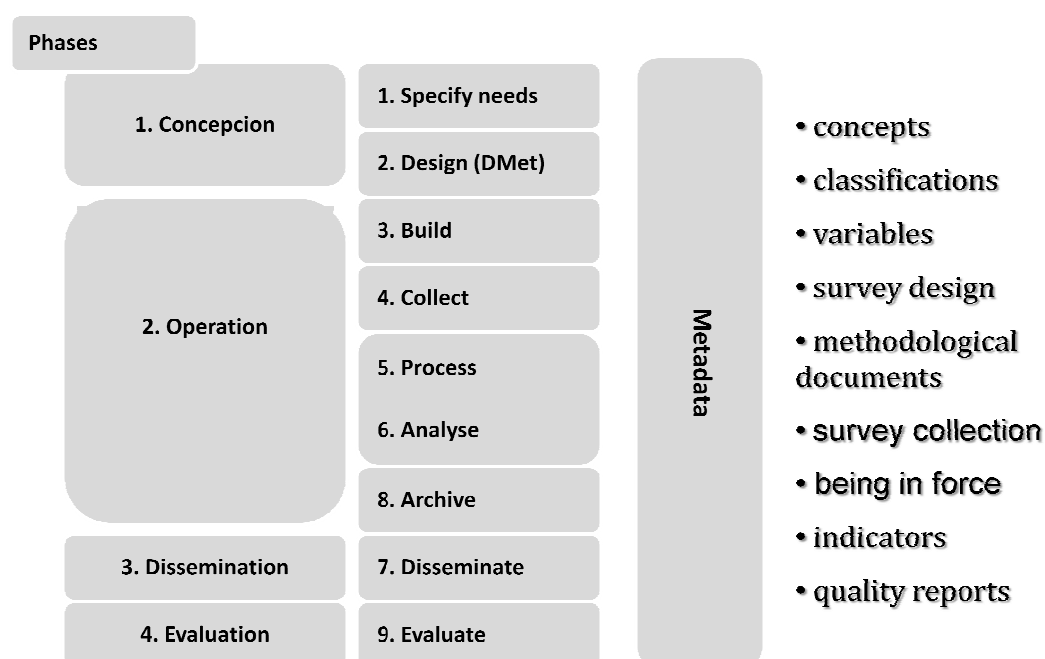 Phases
1. Concepcion
2. Operation
3. Dissemination
4. Evaluation
1. Specify needs
2. Design (DMet)
3. Build
4. Collect
5. Process
6. Analyse
8. Archive
7. Disseminate
9. Evaluate
Metadata
• concepts
• classifications
• variables
• survey design
• methodological
documents
• survey collection
• being in force
• indicators
• quality reports